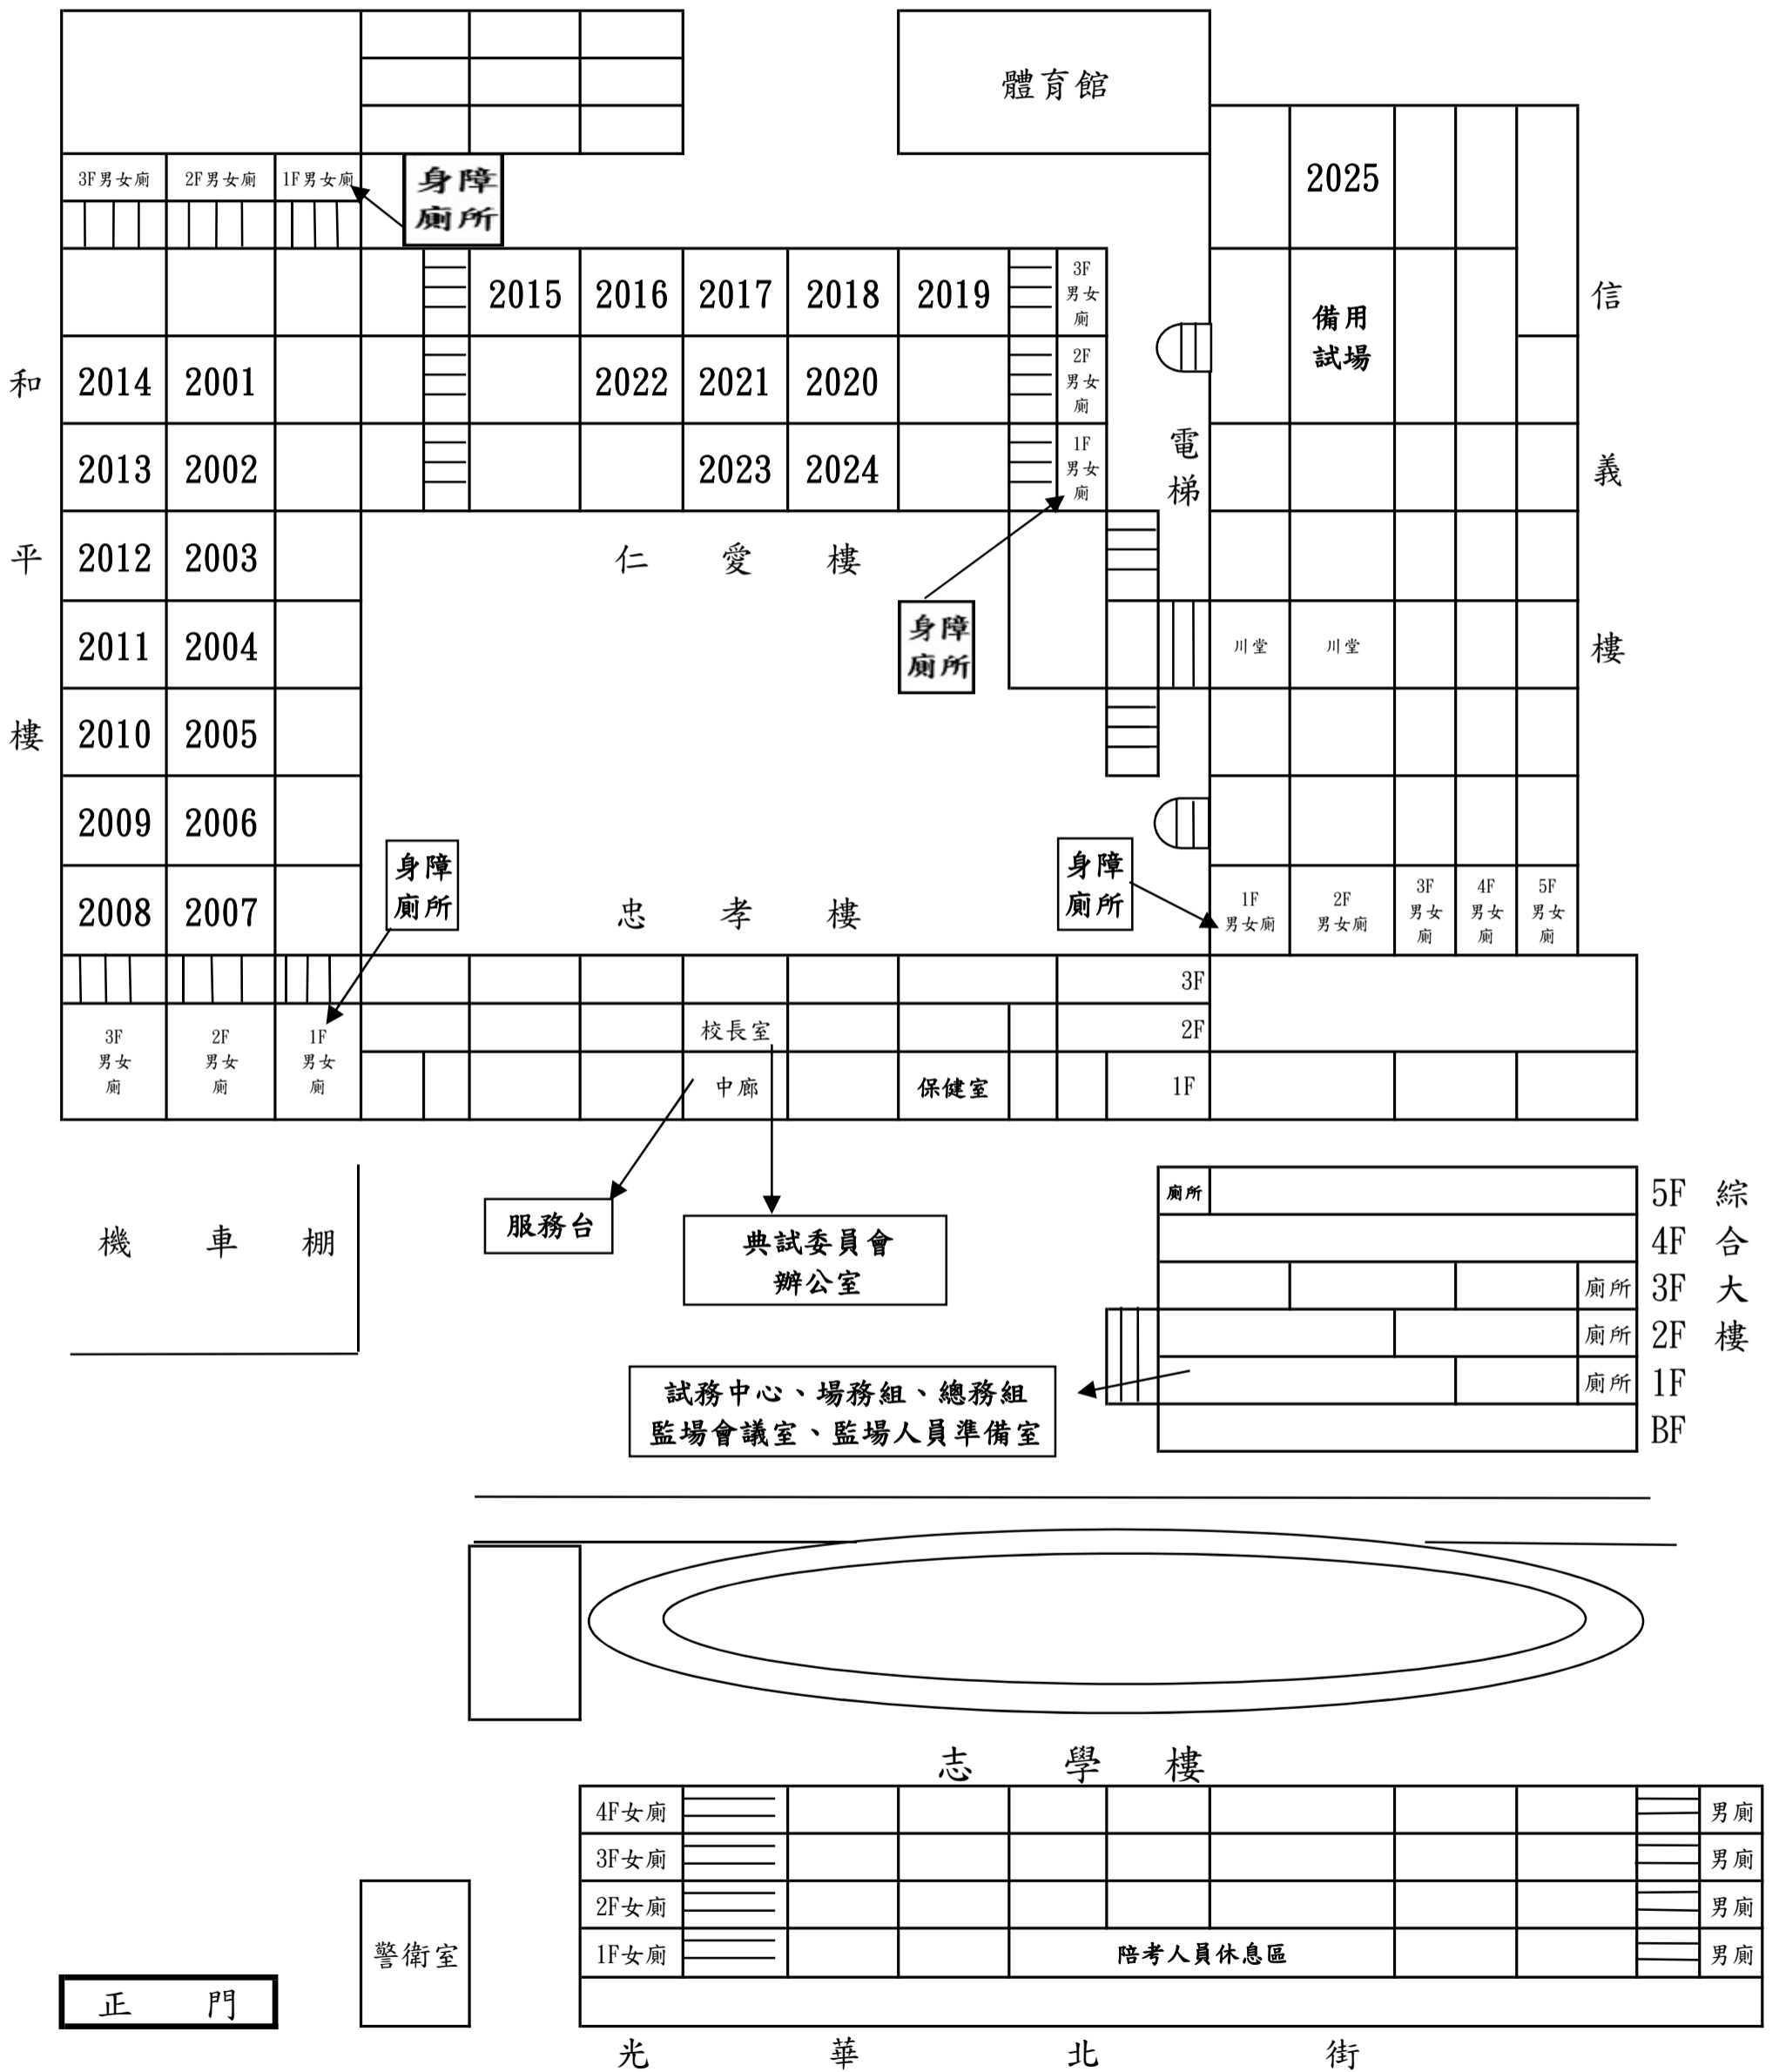 體育館
3F男女廁 2F男女廁 1F男女廁
身障
廁所
2025
2015 2016 2017 2018 2019
3F
男女
廁
備用
試場
信
和
2014 2001 2022 2021 2020
2F
男女
廁
電
梯
2013 2002 2023 2024
1F
男女
廁
義
平
2012 2003
仁 愛 樓
身障
廁所
2011 2004
川堂 川堂
樓
樓
2010 2005
2009 2006
身障
廁所
身障
廁所
2008 2007
忠 孝 樓
1F
男女廁
2F
男女廁
3F
男女
廁
4F
男女
廁
5F
男女
廁
3F
3F
男女
廁
2F
男女
廁
1F
男女
廁
校長室
2F
中廊
保健室
1F
機 車 棚
服務台
典試委員會
辦公室
廁所
5F 綜
4F 合
廁所 3F 大
廁所 2F 樓
廁所 1F
BF
試務中心、場務組、總務組
監場會議室、監場人員準備室
志 學 樓
4F女廁 男廁
3F女廁 男廁
2F女廁 男廁
1F女廁 陪考人員休息區 男廁
警衛室
正 門
光 華 北 街